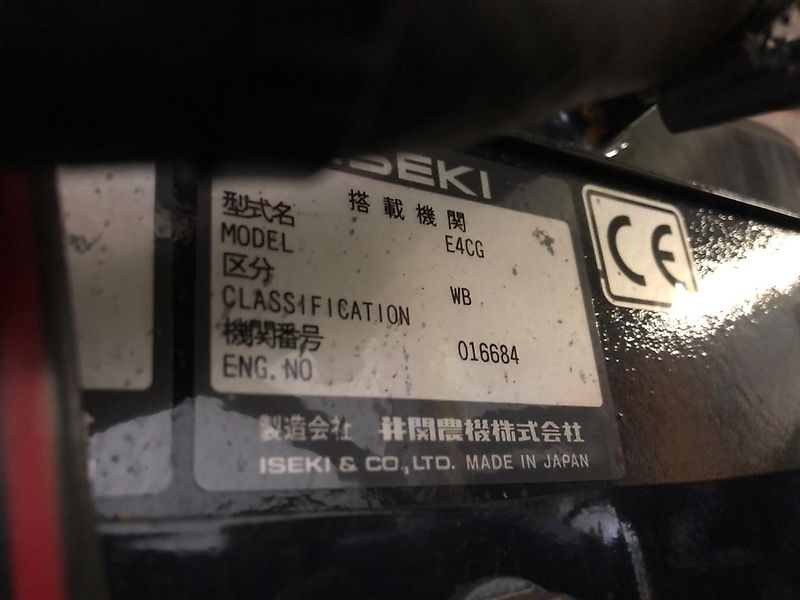 ISEKI
型式名 搭載機関
MODEL E4CG
区分
CLASSIFICATION WB
機関番号
ENG.NO 016684
製造会社 井関農機株式会社
ISEKI & CO., LTD. MADE IN JAPAN
CE